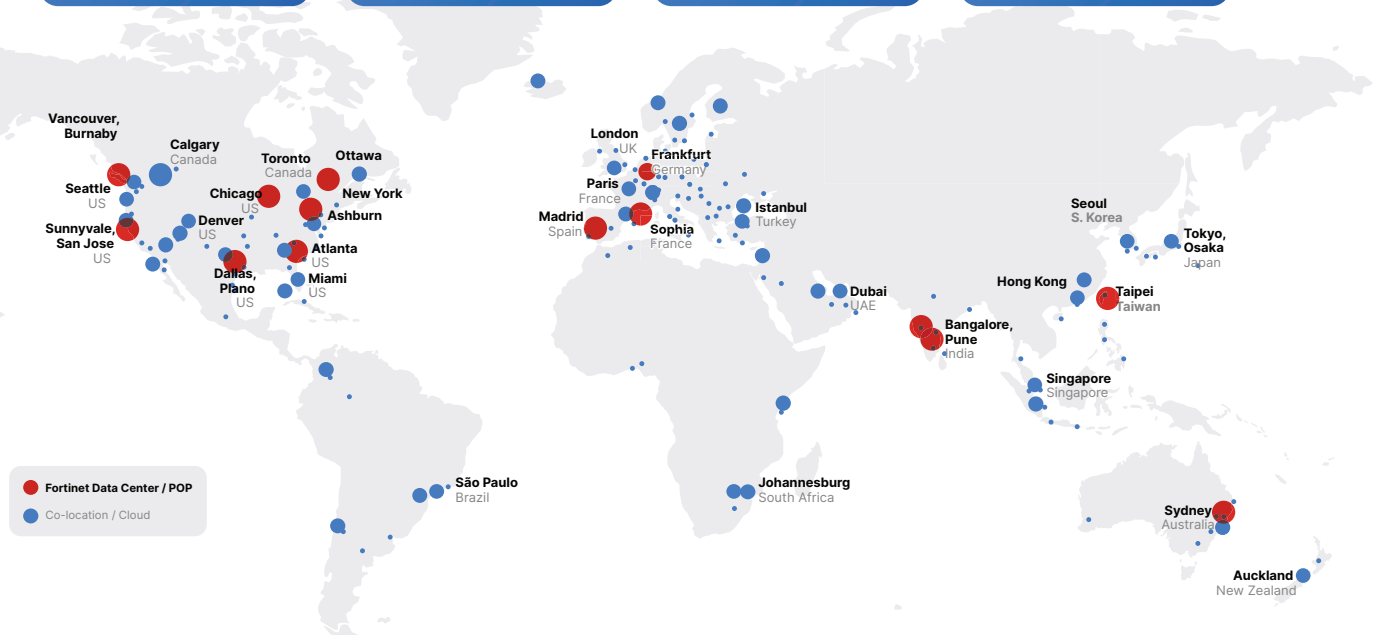 Vancouver,
Burnaby
Calgary
Canada
Toronto
Canada
Ottawa
Seattle
US
Chicago
US
New York
Ashburn
Sunnyvale,
San Jose
US
Denver
US
Atlanta
US
Dallas,
Plano
US
Miami
US
London
UK
Frankfurt
Germany
Paris
France
Madrid
Spain
Sophia
France
Istanbul
Turkey
Dubai
UAE
Seoul
S. Korea
Tokyo,
Osaka
Japan
Hong Kong
Taipei
Taiwan
Bangalore,
Pune
India
Singapore
Singapore
São Paulo
Brazil
Johannesburg
South Africa
Sydney
Australia
Auckland
New Zealand
Fortinet Data Center / POP
Co-location / Cloud